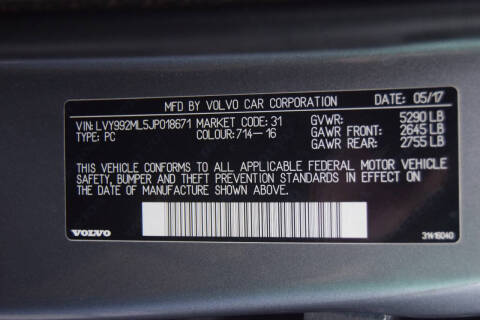 MFD BY VOLVO CAR CORPORATION DATE: 05/17
VIN: LVY992ML5JP018671 MARKET CODE: 31 GVWR: 5290 LB
TYPE: PC COLOUR: 714-16 GAWR FRONT: 2645 LB
GAWR REAR: 2755 LB
THIS VEHICLE CONFORMS TO ALL APPLICABLE FEDERAL MOTOR VEHICLE
SAFETY, BUMPER AND THEFT PREVENTION STANDARDS IN EFFECT ON
THE DATE OF MANUFACTURE SHOWN ABOVE.
VOLVO 31416040